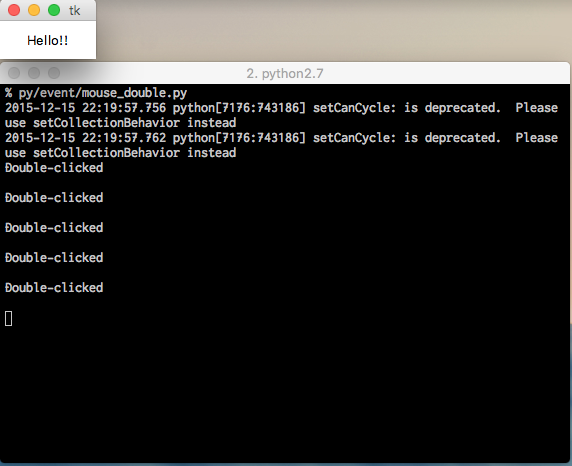 tk
Hello!!
2. python2.7
% py/event/mouse_double.py
2015-12-15 22:19:57.756 python[7176:743186] setCanCycle: is deprecated.  Please
use setCollectionBehavior instead
2015-12-15 22:19:57.762 python[7176:743186] setCanCycle: is deprecated.  Please
use setCollectionBehavior instead
Double-clicked
Double-clicked
Double-clicked
Double-clicked
Double-clicked